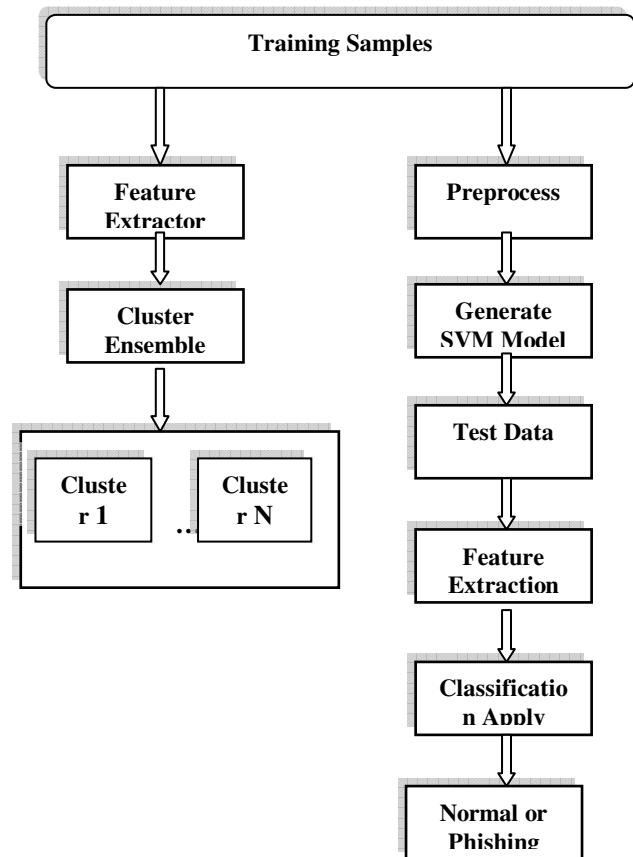 Training Samples
Feature
Extractor
Preprocess
Cluster
Ensemble
Generate
SVM Model
Test Data
Cluste
r 1
...
Cluste
r N
Feature
Extraction
Classificatio
n Apply
Normal or
Phishing